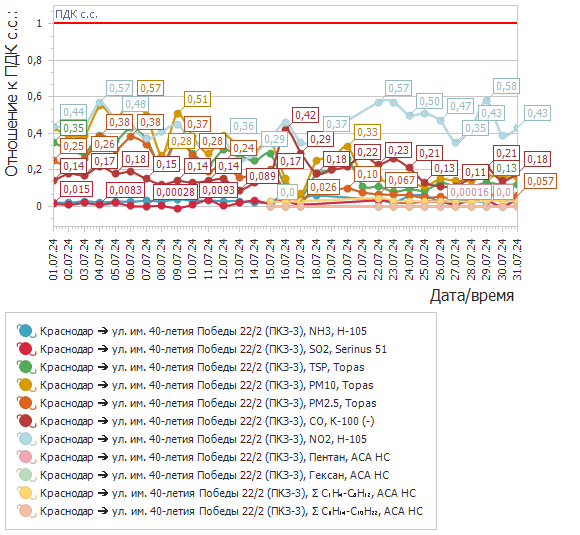 Отношение к ПДК с.с.:
ПДК с.с.
1
0,8
0,6
0,4
0,2
0
0,57 0,57 0,51 0,57 0,50 0,58
0,44 0,48 0,47 0,43 0,43
0,35 0,38 0,38 0,37 0,36 0,42 0,37 0,35
0,25 0,26 0,28 0,28 0,24 0,29 0,29 0,33
0,14 0,17 0,18 0,15 0,14 0,14 0,17 0,18 0,22 0,23 0,21 0,21 0,18
0,10 0,13 0,11 0,13
0,015 0,0083 0,00028 0,0093 0,089 0,0 0,026 0,067 0,00016 0,0 0,057
01.07.24
02.07.24
03.07.24
04.07.24
05.07.24
06.07.24
07.07.24
08.07.24
09.07.24
10.07.24
11.07.24
12.07.24
13.07.24
14.07.24
15.07.24
16.07.24
17.07.24
18.07.24
19.07.24
20.07.24
21.07.24
22.07.24
23.07.24
24.07.24
25.07.24
26.07.24
27.07.24
28.07.24
29.07.24
30.07.24
31.07.24
Дата/время
Краснодар ➔ ул. им. 40-летия Победы 22/2 (ПКЗ-3), NH3, H-105
Краснодар ➔ ул. им. 40-летия Победы 22/2 (ПКЗ-3), SO2, Serinus 51
Краснодар ➔ ул. им. 40-летия Победы 22/2 (ПКЗ-3), TSP, Topas
Краснодар ➔ ул. им. 40-летия Победы 22/2 (ПКЗ-3), PM10, Topas
Краснодар ➔ ул. им. 40-летия Победы 22/2 (ПКЗ-3), PM2.5, Topas
Краснодар ➔ ул. им. 40-летия Победы 22/2 (ПКЗ-3), CO, K-100 (-)
Краснодар ➔ ул. им. 40-летия Победы 22/2 (ПКЗ-3), NO2, H-105
Краснодар ➔ ул. им. 40-летия Победы 22/2 (ПКЗ-3), Пентан, АСА НС
Краснодар ➔ ул. им. 40-летия Победы 22/2 (ПКЗ-3), Гексан, АСА НС
Краснодар ➔ ул. им. 40-летия Победы 22/2 (ПКЗ-3), Σ C₁H₄-C₅H₁₂, АСА НС
Краснодар ➔ ул. им. 40-летия Победы 22/2 (ПКЗ-3), Σ C₆H₁₄-C₁₀H₂₂, АСА НС